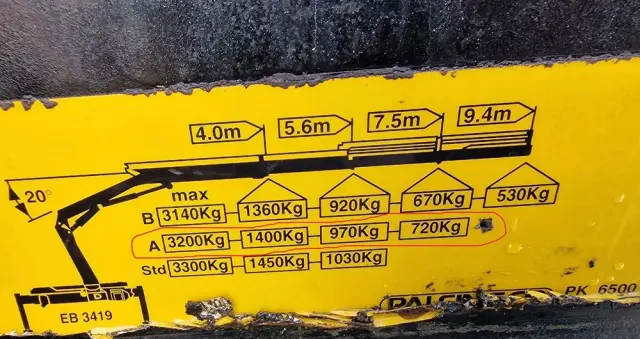 4.0m 5.6m 7.5m 9.4m
20°
max
B 3140Kg 1360Kg 920Kg 670Kg 530Kg
A 3200Kg 1400Kg 970Kg 720Kg
Std 3300Kg 1450Kg 1030Kg
EB 3419
PK 6500